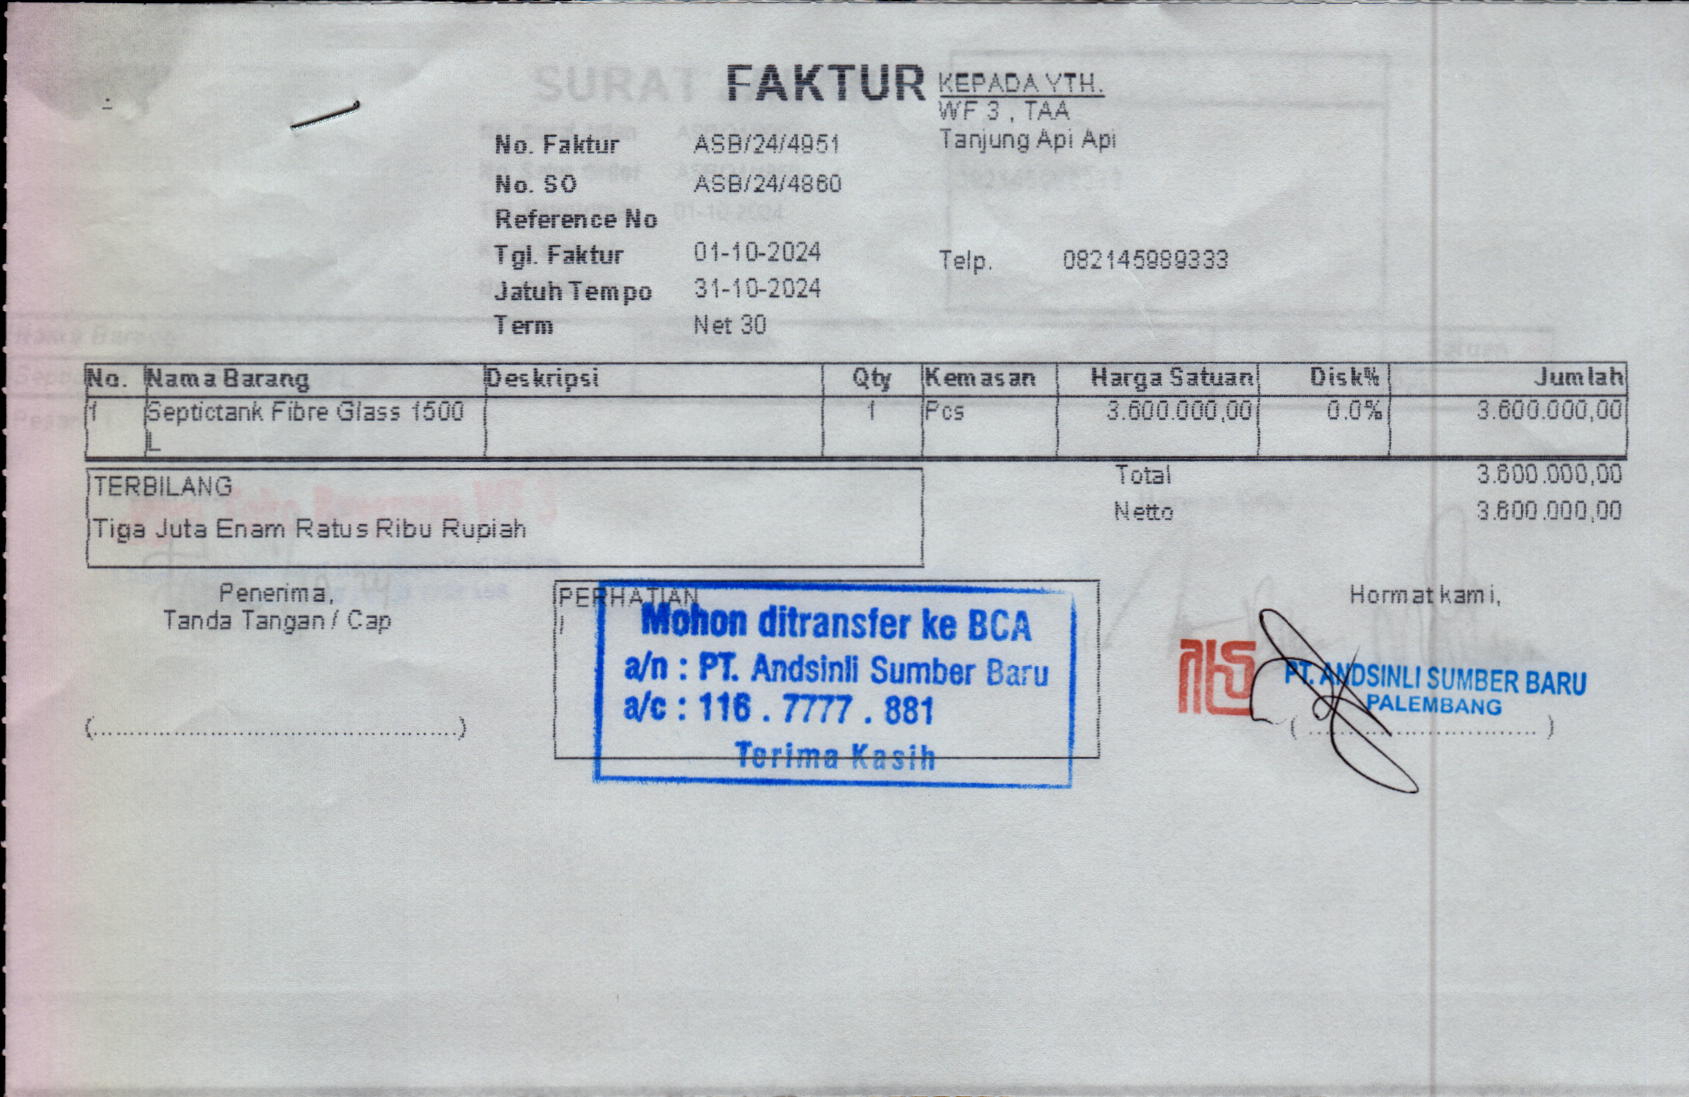 FAKTUR
No. Faktur ASB/24/4951
No. SO ASB/24/4860
Reference No
Tgl. Faktur 01-10-2024
Jatuh Tempo 31-10-2024
Term Net 30
KEPADA YTH.
WF 3 , TAA
Tanjung Api Api
Telp. 082145989333
No. Nama Barang Deskripsi Qty Kemasan Harga Satuan Disk% Jumlah
1 Septictank Fibre Glass 1500 1 Pcs 3.600.000,00 0.0% 3.600.000,00
L
Total 3.600.000,00
Netto 3.600.000,00
TERBILANG
Tiga Juta Enam Ratus Ribu Rupiah
Penerima,
Tanda Tangan / Cap
(..............................................)
PERHATIAN
Mohon ditransfer ke BCA
a/n : PT. Andsinli Sumber Baru
a/c : 116 . 7777 . 881
Terima Kasih
Hormat kami,
PT. ANDSINLI SUMBER BARU
PALEMBANG
( ............................. )